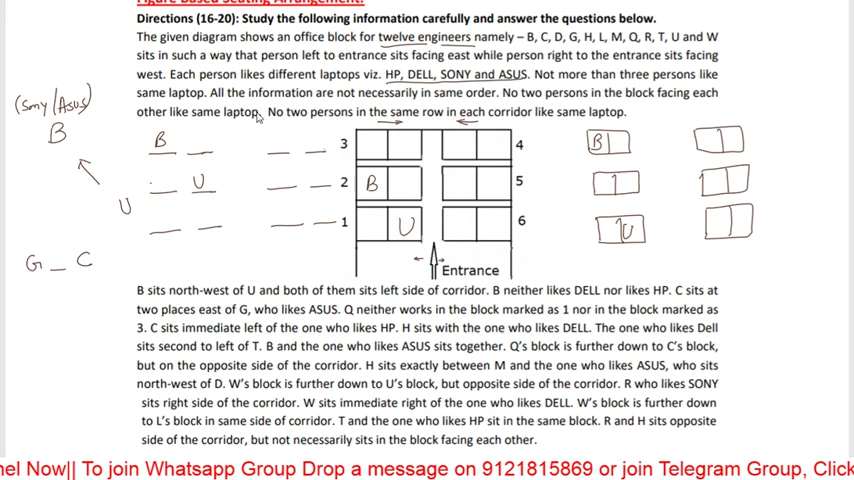 Directions (16-20): Study the following information carefully and answer the questions below.
The given diagram shows an office block for twelve engineers namely – B, C, D, G, H, L, M, Q, R, T, U and W
sits in such a way that person left to entrance sits facing east while person right to the entrance sits facing
west. Each person likes different laptops viz. HP, DELL, SONY and ASUS. Not more than three persons like
same laptop. All the information are not necessarily in same order. No two persons in the block facing each
other like same laptop. No two persons in the same row in each corridor like same laptop.
(Sony/Asus)
B
B
3
4
B
U
2
B
5
U
1
U
6
U
G _ C
Entrance
B sits north-west of U and both of them sits left side of corridor. B neither likes DELL nor likes HP. C sits at
two places east of G, who likes ASUS. Q neither works in the block marked as 1 nor in the block marked as
3. C sits immediate left of the one who likes HP. H sits with the one who likes DELL. The one who likes Dell
sits second to left of T. B and the one who likes ASUS sits together. Q's block is further down to C's block,
but on the opposite side of the corridor. H sits exactly between M and the one who likes ASUS, who sits
north-west of D. W's block is further down to U's block, but opposite side of the corridor. R who likes SONY
sits right side of the corridor. W sits immediate right of the one who likes DELL. W's block is further down
to L's block in same side of corridor. T and the one who likes HP sit in the same block. R and H sits opposite
side of the corridor, but not necessarily sits in the block facing each other.
nel Now|| To join Whatsapp Group Drop a message on 9121815869 or join Telegram Group, Click